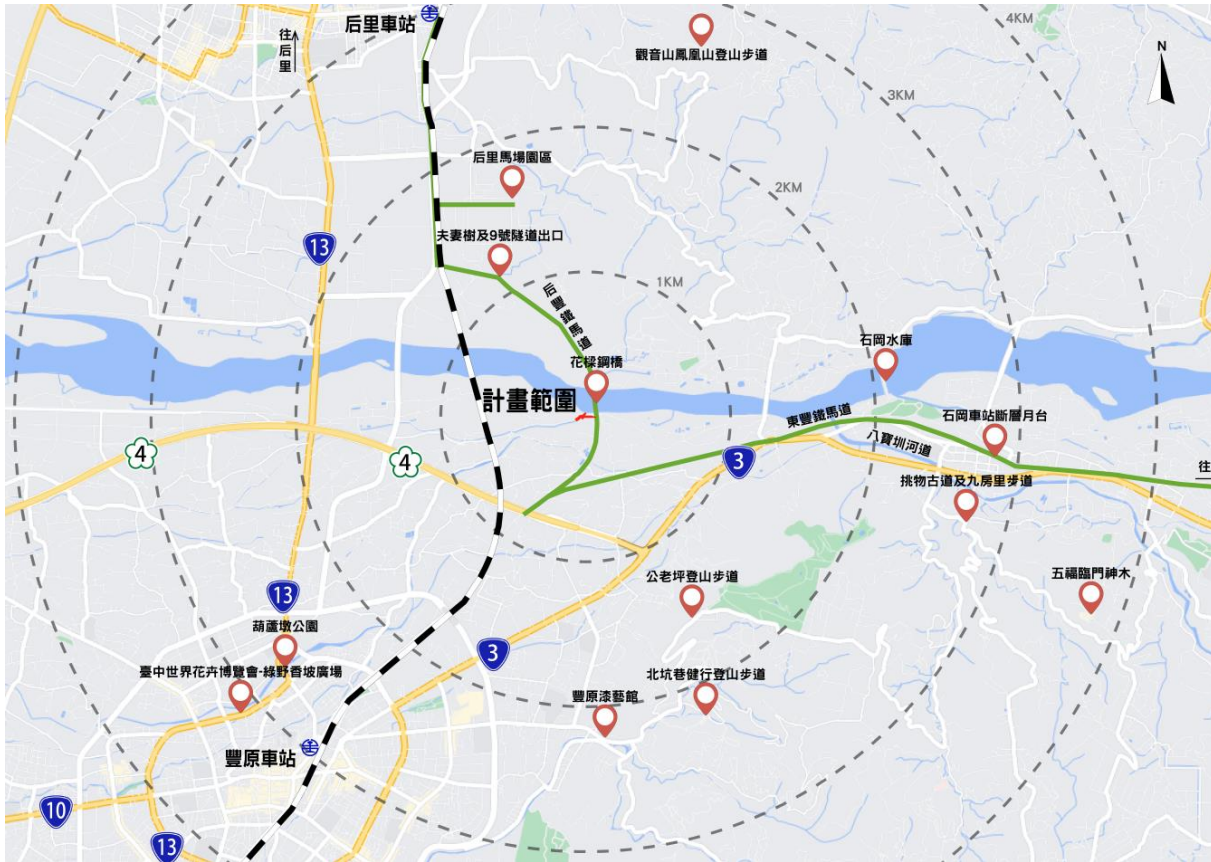 后里車站
往后里
4KM
觀音山鳳凰山登山步道
N
3KM
后里馬場園區
2KM
夫妻樹及9號隧道出口
13
1KM
后豐鐵馬道
石岡水庫
花樑鋼橋
計畫範圍
東豐鐵馬道
石岡車站斷層月台
八寶圳河道
4
4
3
往
挑物古道及九房里步道
公老坪登山步道
五福臨門神木
13
葫蘆墩公園
3
臺中世界花卉博覽會-綠野香坡廣場
北坑巷健行登山步道
豐原漆藝館
豐原車站
10
13